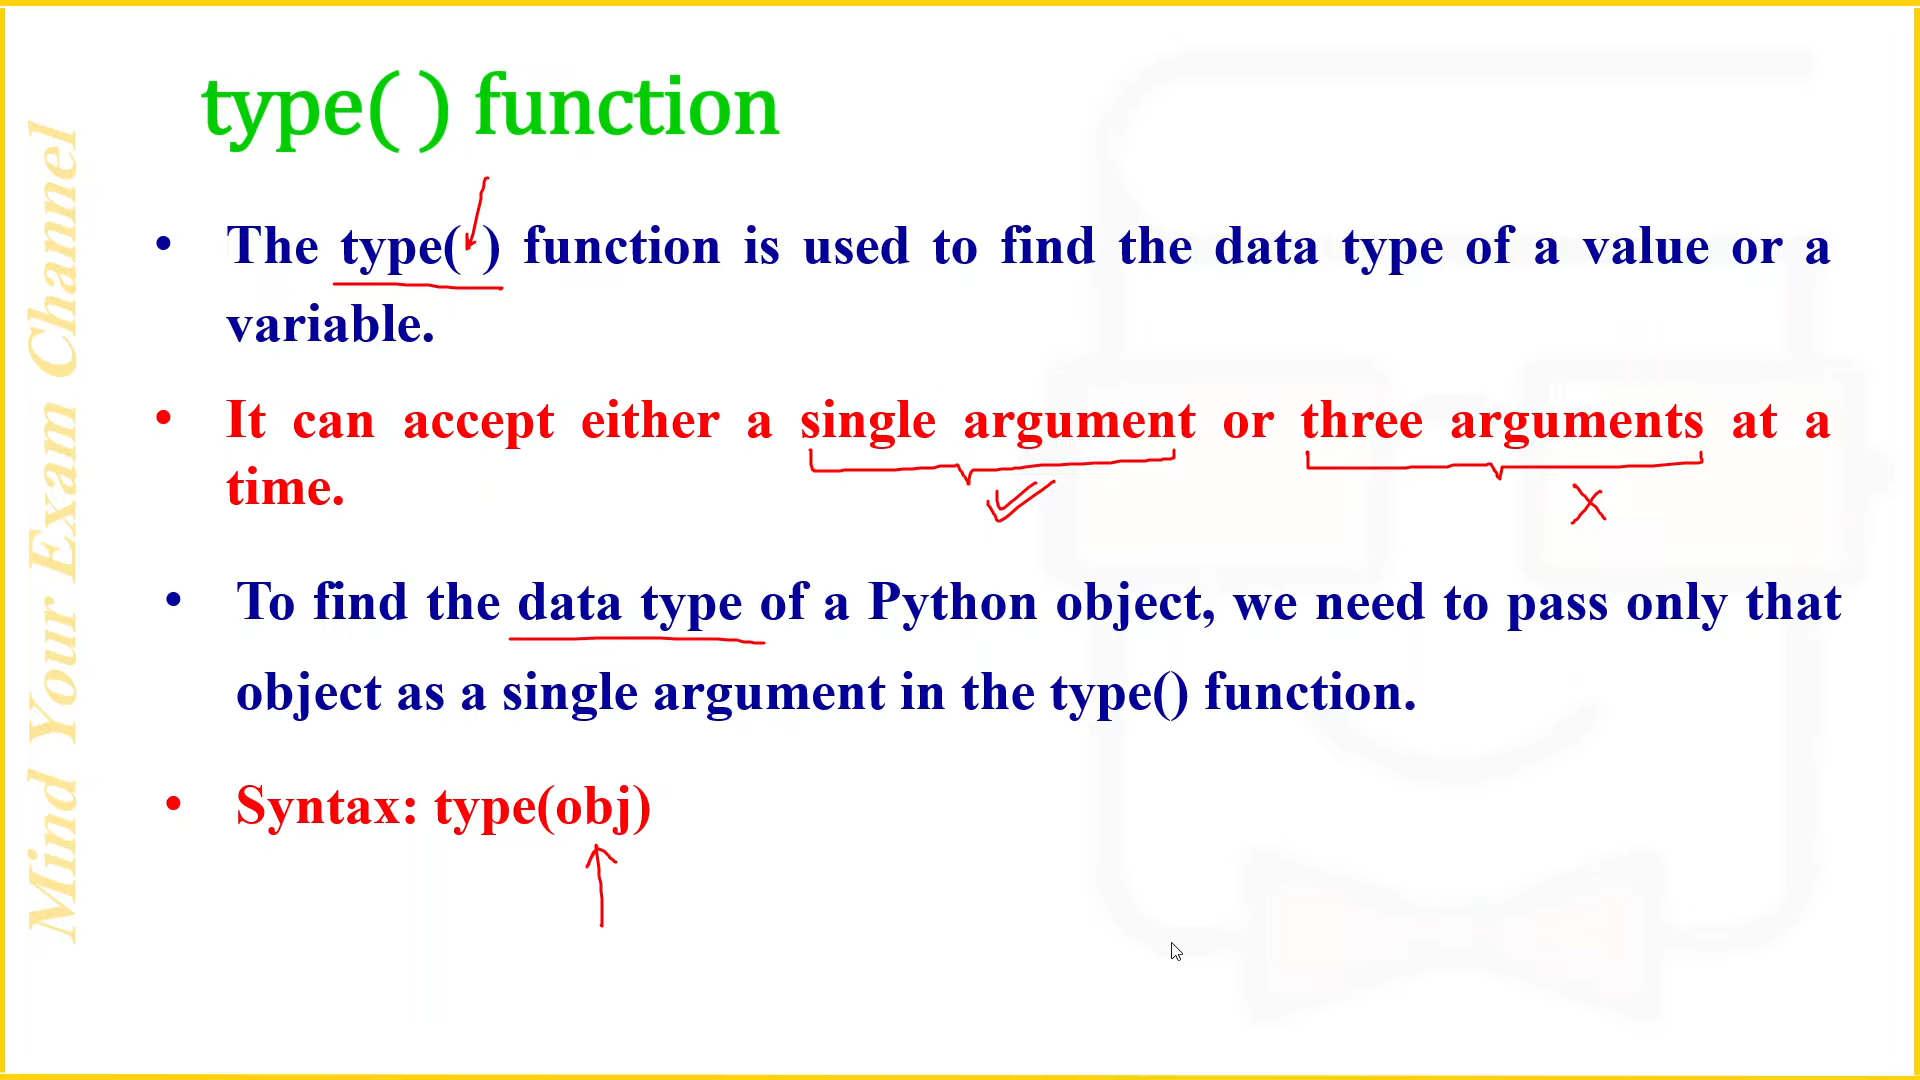 type( ) function
• The type( ) function is used to find the data type of a value or a
variable.
• It can accept either a single argument or three arguments at a
time.
• To find the data type of a Python object, we need to pass only that
object as a single argument in the type() function.
• Syntax: type(obj)
Mind Your Exam Channel